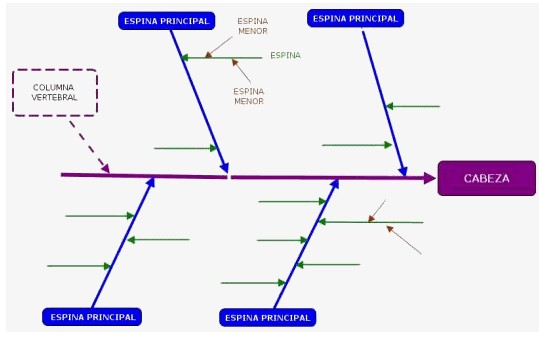 ESPINA PRINCIPAL
ESPINA
MENOR
ESPINA PRINCIPAL
ESPINA
COLUMNA
VERTEBRAL
ESPINA
MENOR
CABEZA
ESPINA PRINCIPAL
ESPINA PRINCIPAL